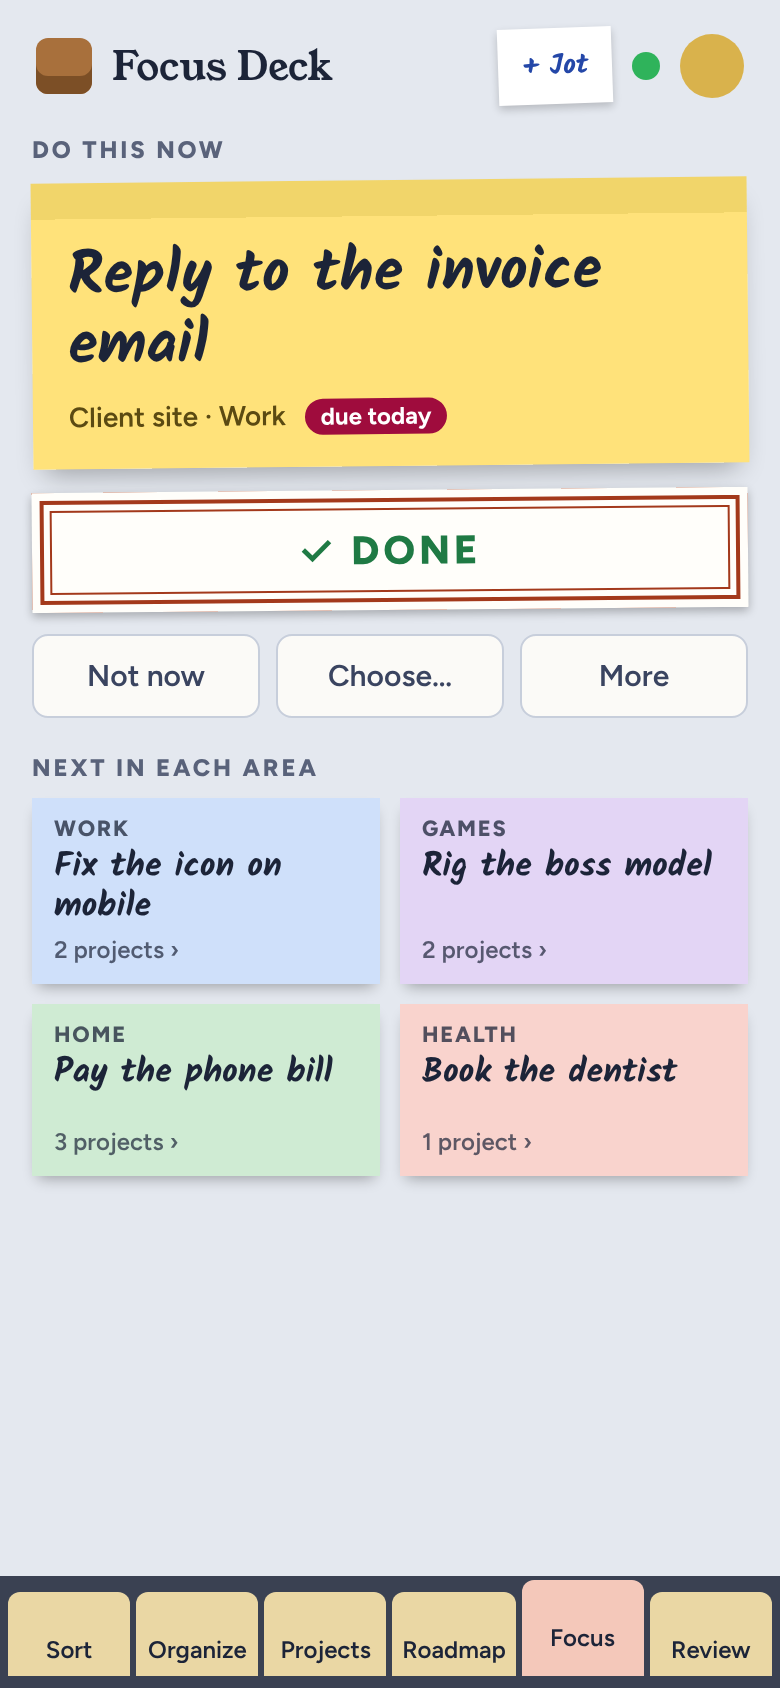 Focus Deck
+ Jot
DO THIS NOW
Reply to the invoice
email
Client site · Work
due today
✓ DONE
Not now
Choose...
More
NEXT IN EACH AREA
WORK
Fix the icon on
mobile
2 projects ›
GAMES
Rig the boss model
2 projects ›
HOME
Pay the phone bill
3 projects ›
HEALTH
Book the dentist
1 project ›
Sort
Organize
Projects
Roadmap
Focus
Review